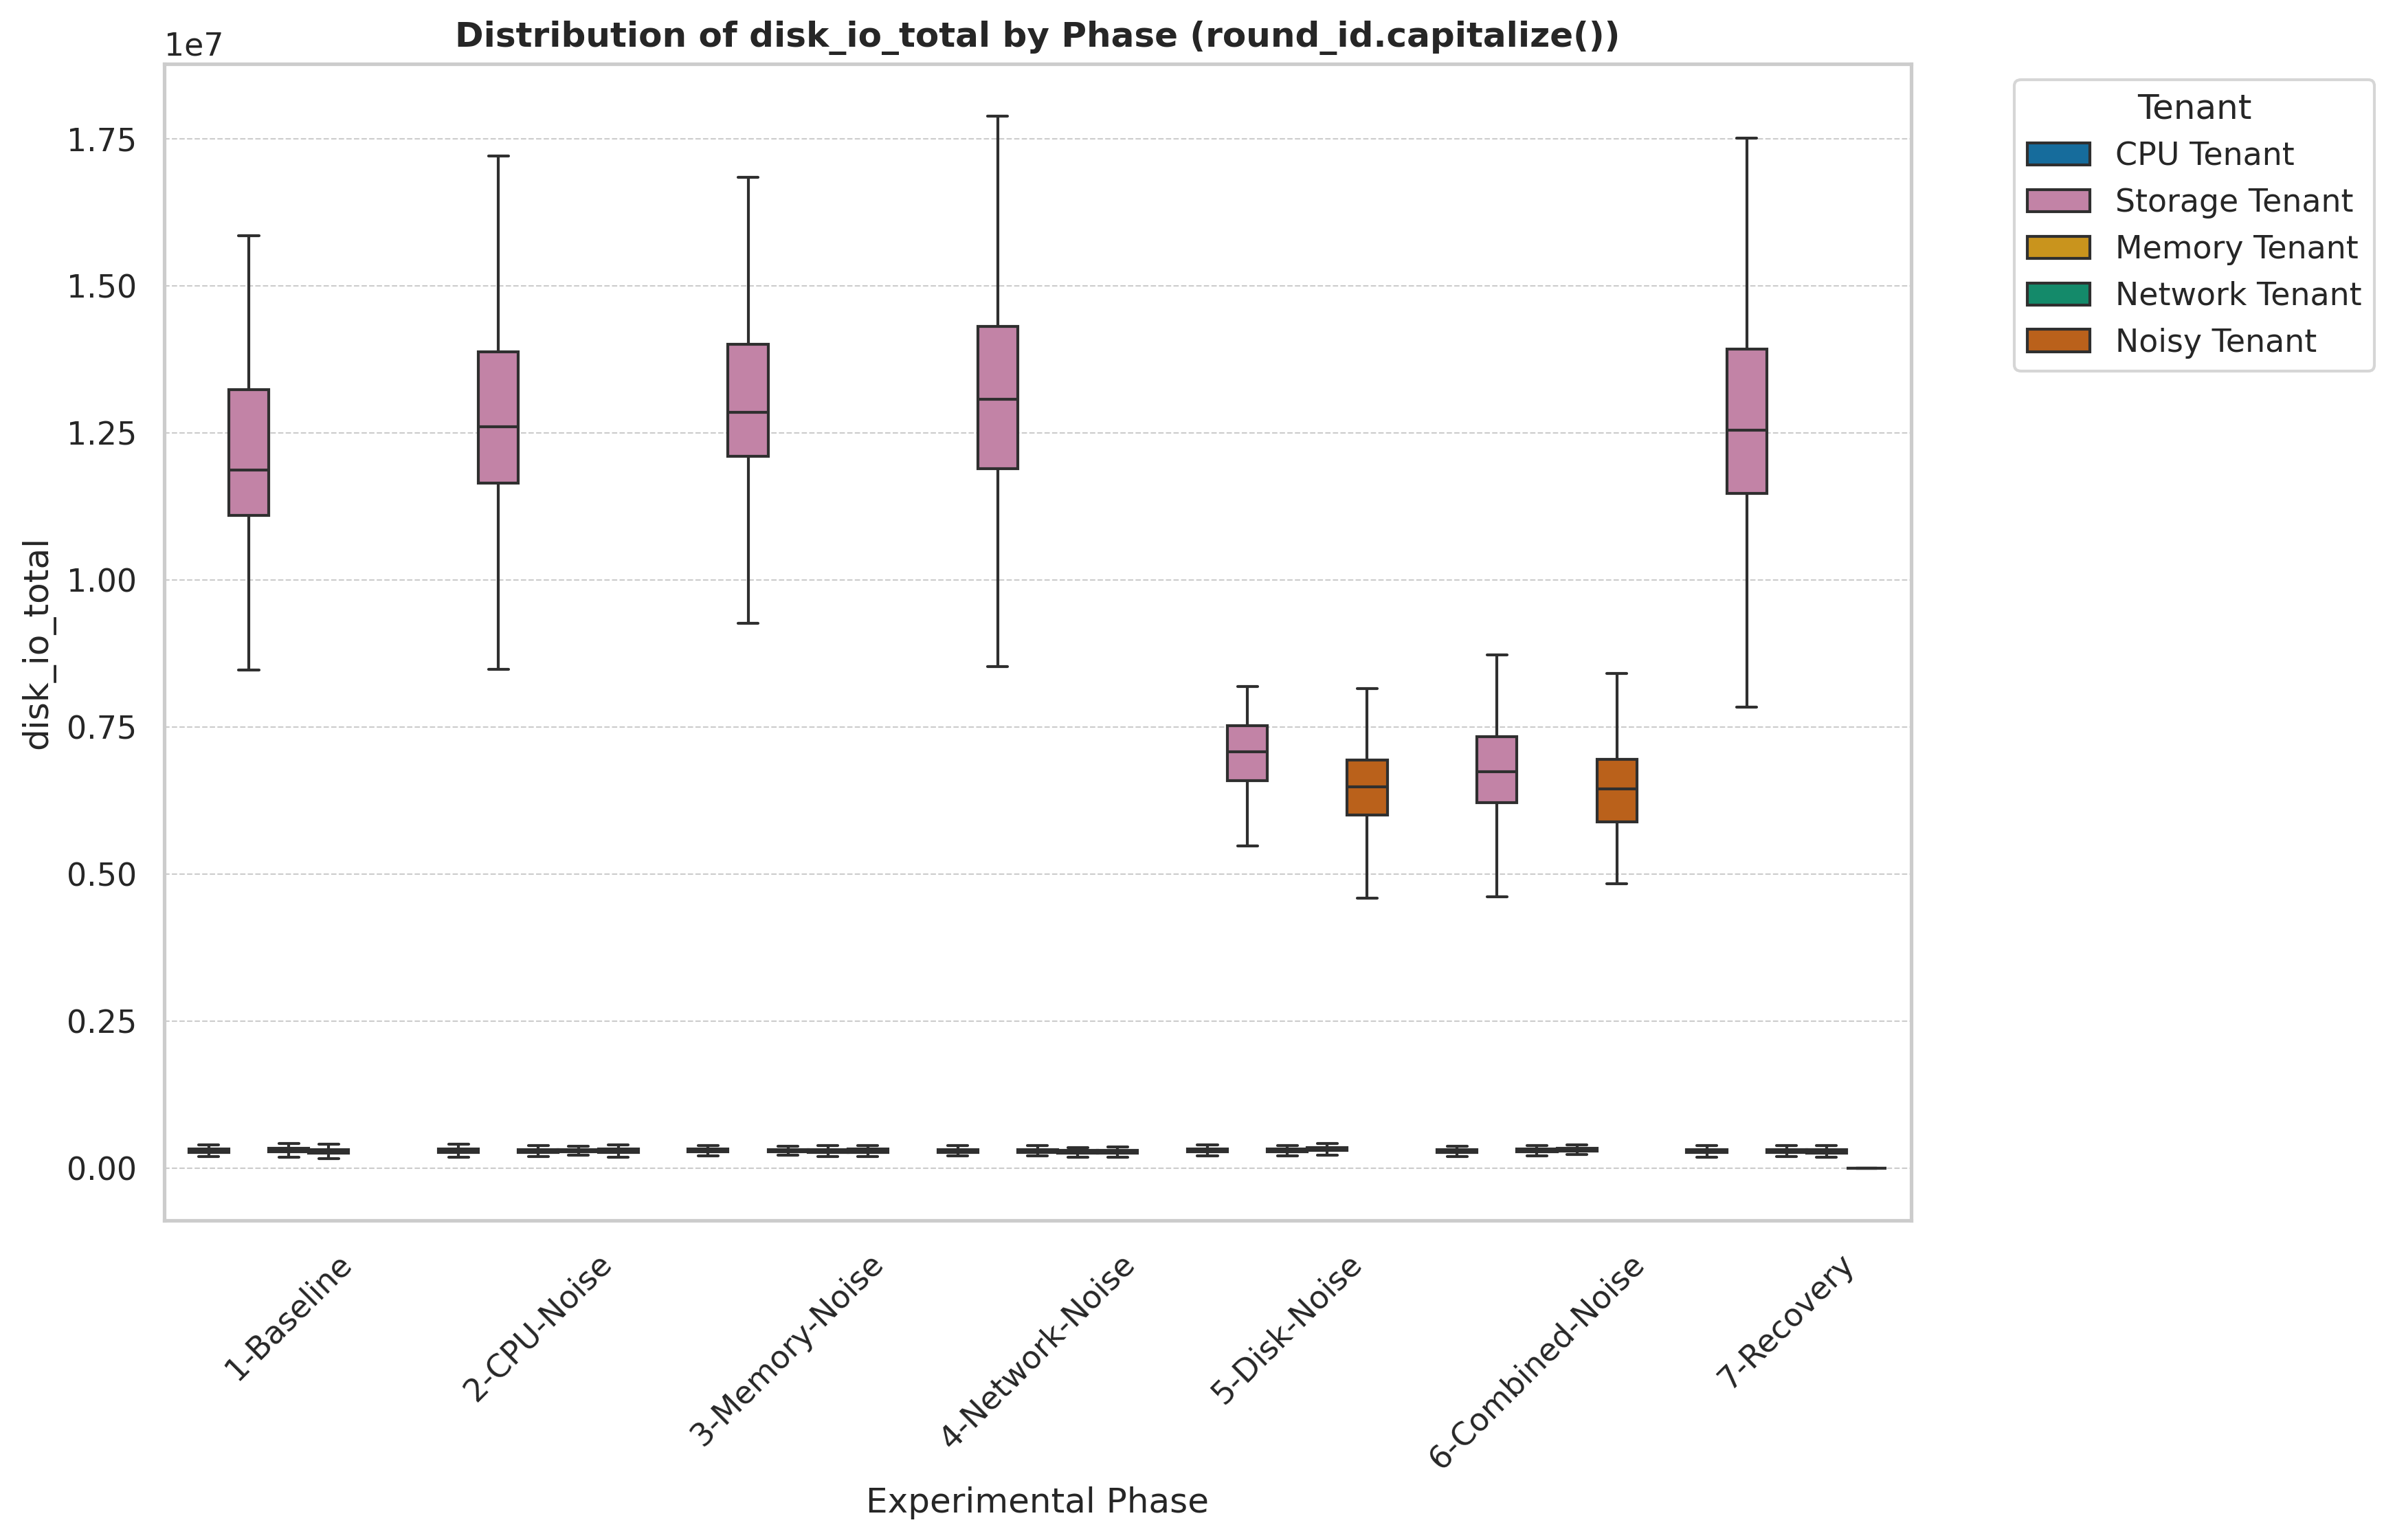 Distribution of disk_io_total by Phase (round_id.capitalize())
1e7
1.75
1.50
1.25
1.00
0.75
0.50
0.25
0.00
disk_io_total
1-Baseline
2-CPU-Noise
3-Memory-Noise
4-Network-Noise
5-Disk-Noise
6-Combined-Noise
7-Recovery
Experimental Phase
Tenant
CPU Tenant
Storage Tenant
Memory Tenant
Network Tenant
Noisy Tenant